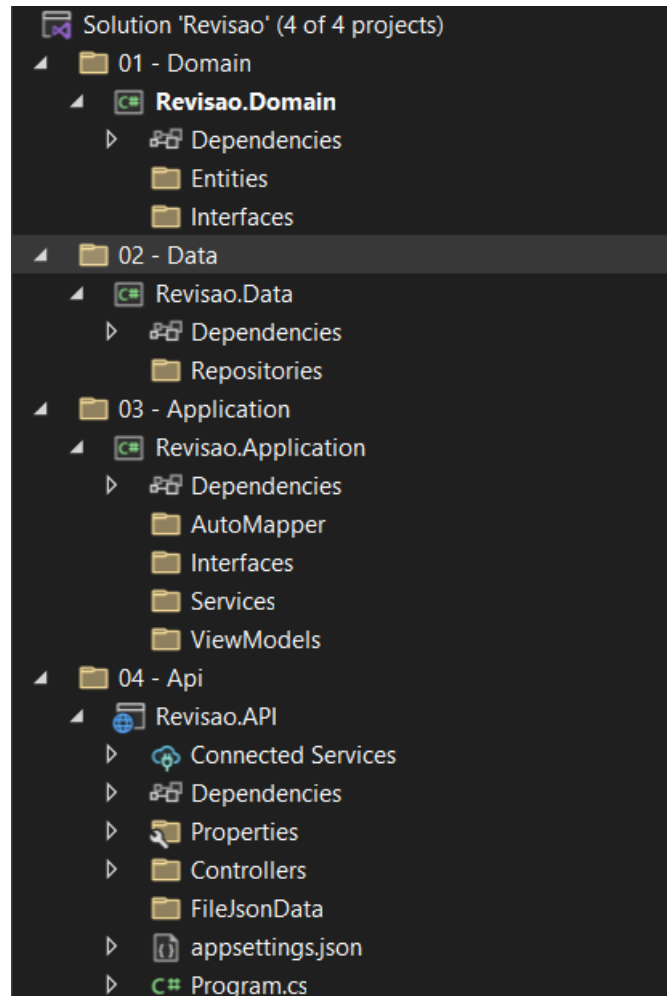 Solution 'Revisao' (4 of 4 projects)
01 - Domain
C# Revisao.Domain
Dependencies
Entities
Interfaces
02 - Data
C# Revisao.Data
Dependencies
Repositories
03 - Application
C# Revisao.Application
Dependencies
AutoMapper
Interfaces
Services
ViewModels
04 - Api
Revisao.API
Connected Services
Dependencies
Properties
Controllers
FileJsonData
appsettings.json
C# Program.cs